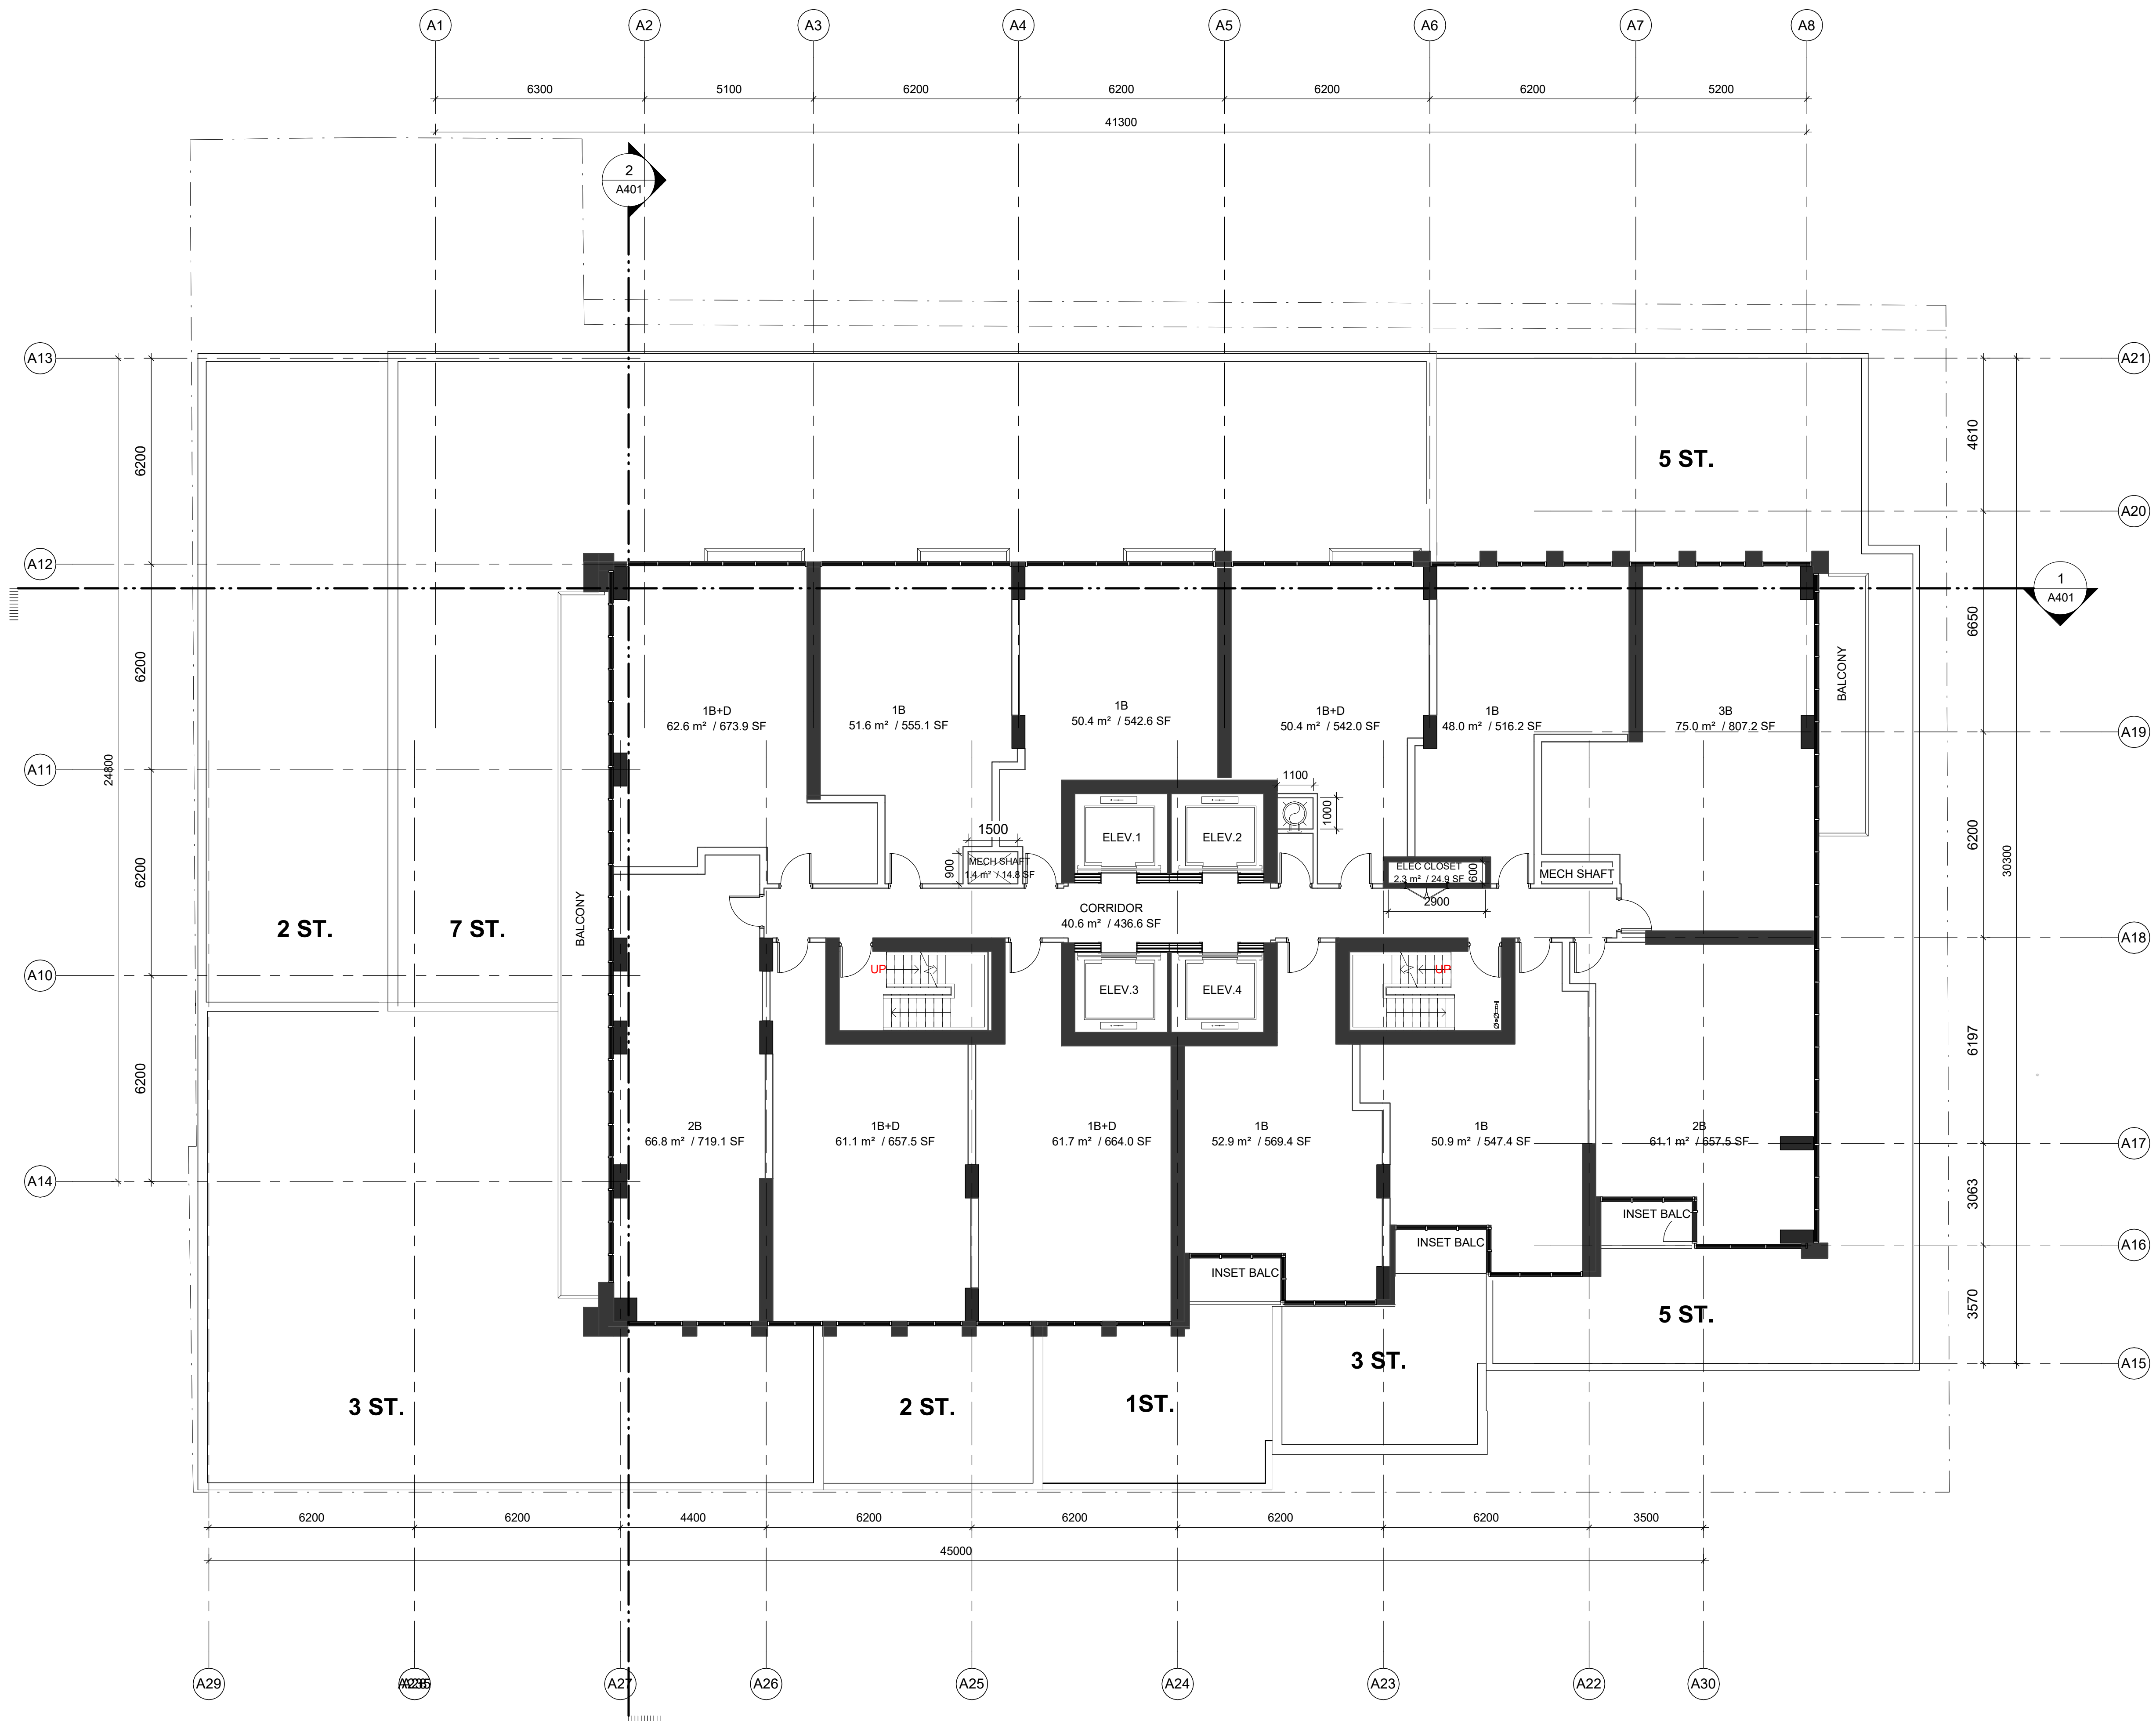 A1 A2 A3 A4 A5 A6 A7 A8
6300 5100 6200 6200 6200 6200 5200
41300
2
A401
A13
A21
6200
4610
5 ST.
A20
A12
1
A401
6200
6650
BALCONY
24800
1B+D
62.6 m² / 673.9 SF
1B
51.6 m² / 555.1 SF
1B
50.4 m² / 542.6 SF
1B+D
50.4 m² / 542.0 SF
1B
48.0 m² / 516.2 SF
3B
75.0 m² / 807.2 SF
A19
A11
1100
1000
1500
900
MECH SHAFT
1.4 m² / 14.8 SF
ELEV.1
ELEV.2
ELEC CLOSET
2.3 m² / 24.9 SF
600
2900
MECH SHAFT
6200
6200
30300
2 ST.
7 ST.
BALCONY
CORRIDOR
40.6 m² / 436.6 SF
A18
A10
UP
ELEV.3
ELEV.4
UP
6200
6197
2B
66.8 m² / 719.1 SF
1B+D
61.1 m² / 657.5 SF
1B+D
61.7 m² / 664.0 SF
1B
52.9 m² / 569.4 SF
1B
50.9 m² / 547.4 SF
2B
61.1 m² / 657.5 SF
A17
A14
3063
INSET BALC
INSET BALC
INSET BALC
A16
3570
5 ST.
3 ST.
A15
3 ST.
2 ST.
1ST.
6200 6200 4400 6200 6200 6200 6200 3500
45000
A29 A27 A26 A25 A24 A23 A22 A30